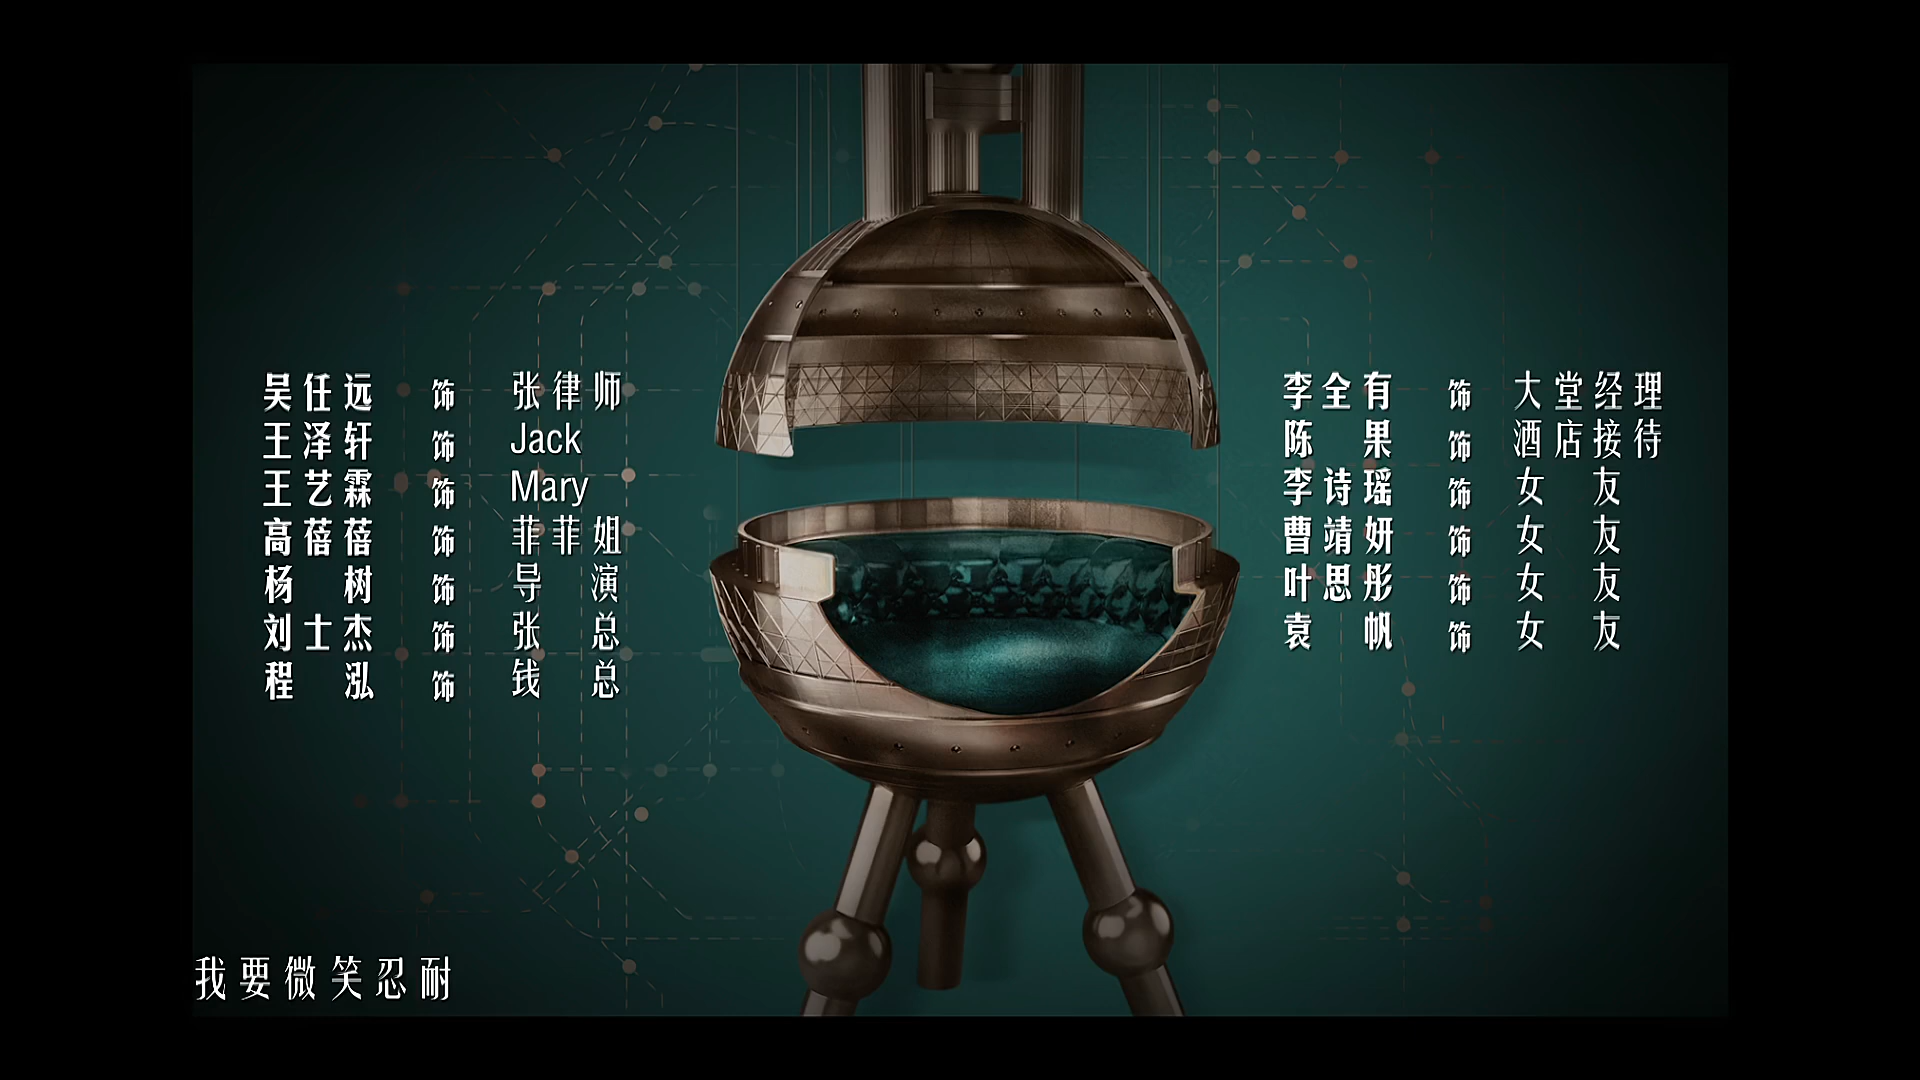 吴任远 饰 张律师
王泽轩 饰 Jack
王艺霖 饰 Mary
高蓓蓓 饰 菲菲姐
杨树 饰 导演
刘士杰 饰 张总
程泓 饰 钱总
李全有 饰 大堂经理
陈果 饰 酒店接待
李诗瑶 饰 女友
曹靖妍 饰 女友
叶思彤 饰 女友
袁帆 饰 女友
我要微笑忍耐